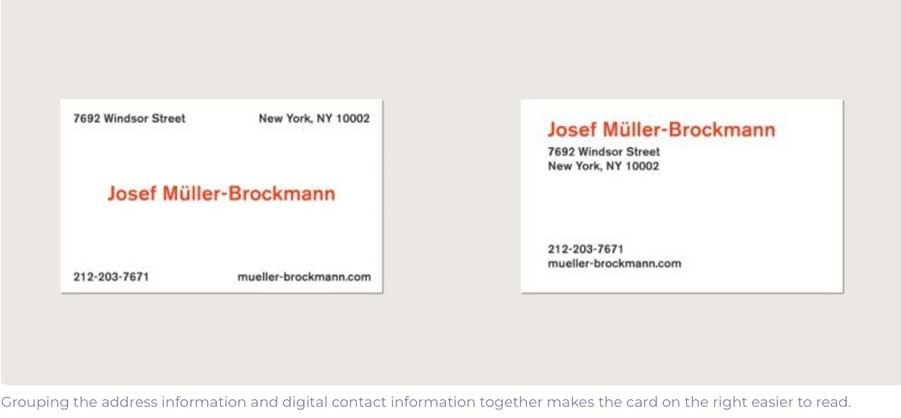 7692 Windsor Street New York, NY 10002
Josef Müller-Brockmann
212-203-7671 mueller-brockmann.com
Josef Müller-Brockmann
7692 Windsor Street
New York, NY 10002
212-203-7671
mueller-brockmann.com
Grouping the address information and digital contact information together makes the card on the right easier to read.